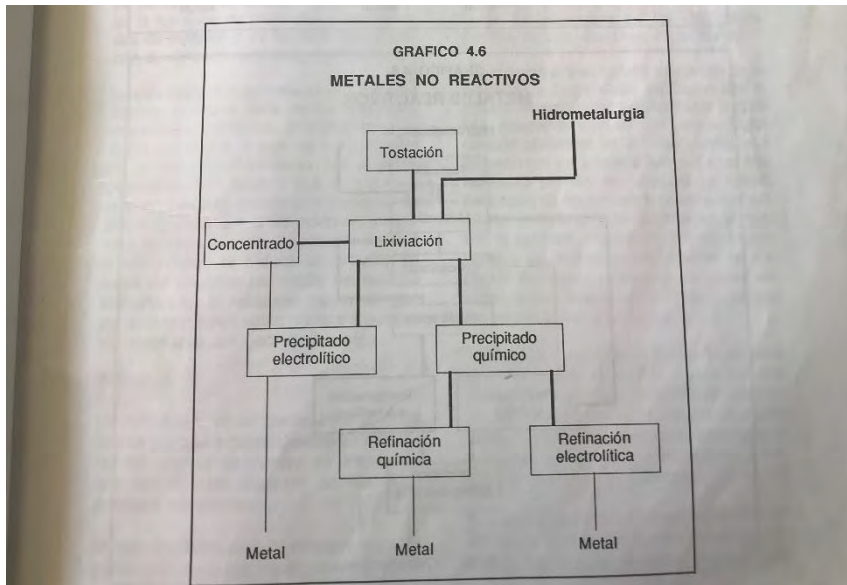 GRAFICO 4.6
METALES NO REACTIVOS
Hidrometalurgia
Tostación
Concentrado
Lixiviación
Precipitado
electrolítico
Precipitado
químico
Refinación
química
Refinación
electrolítica
Metal
Metal
Metal